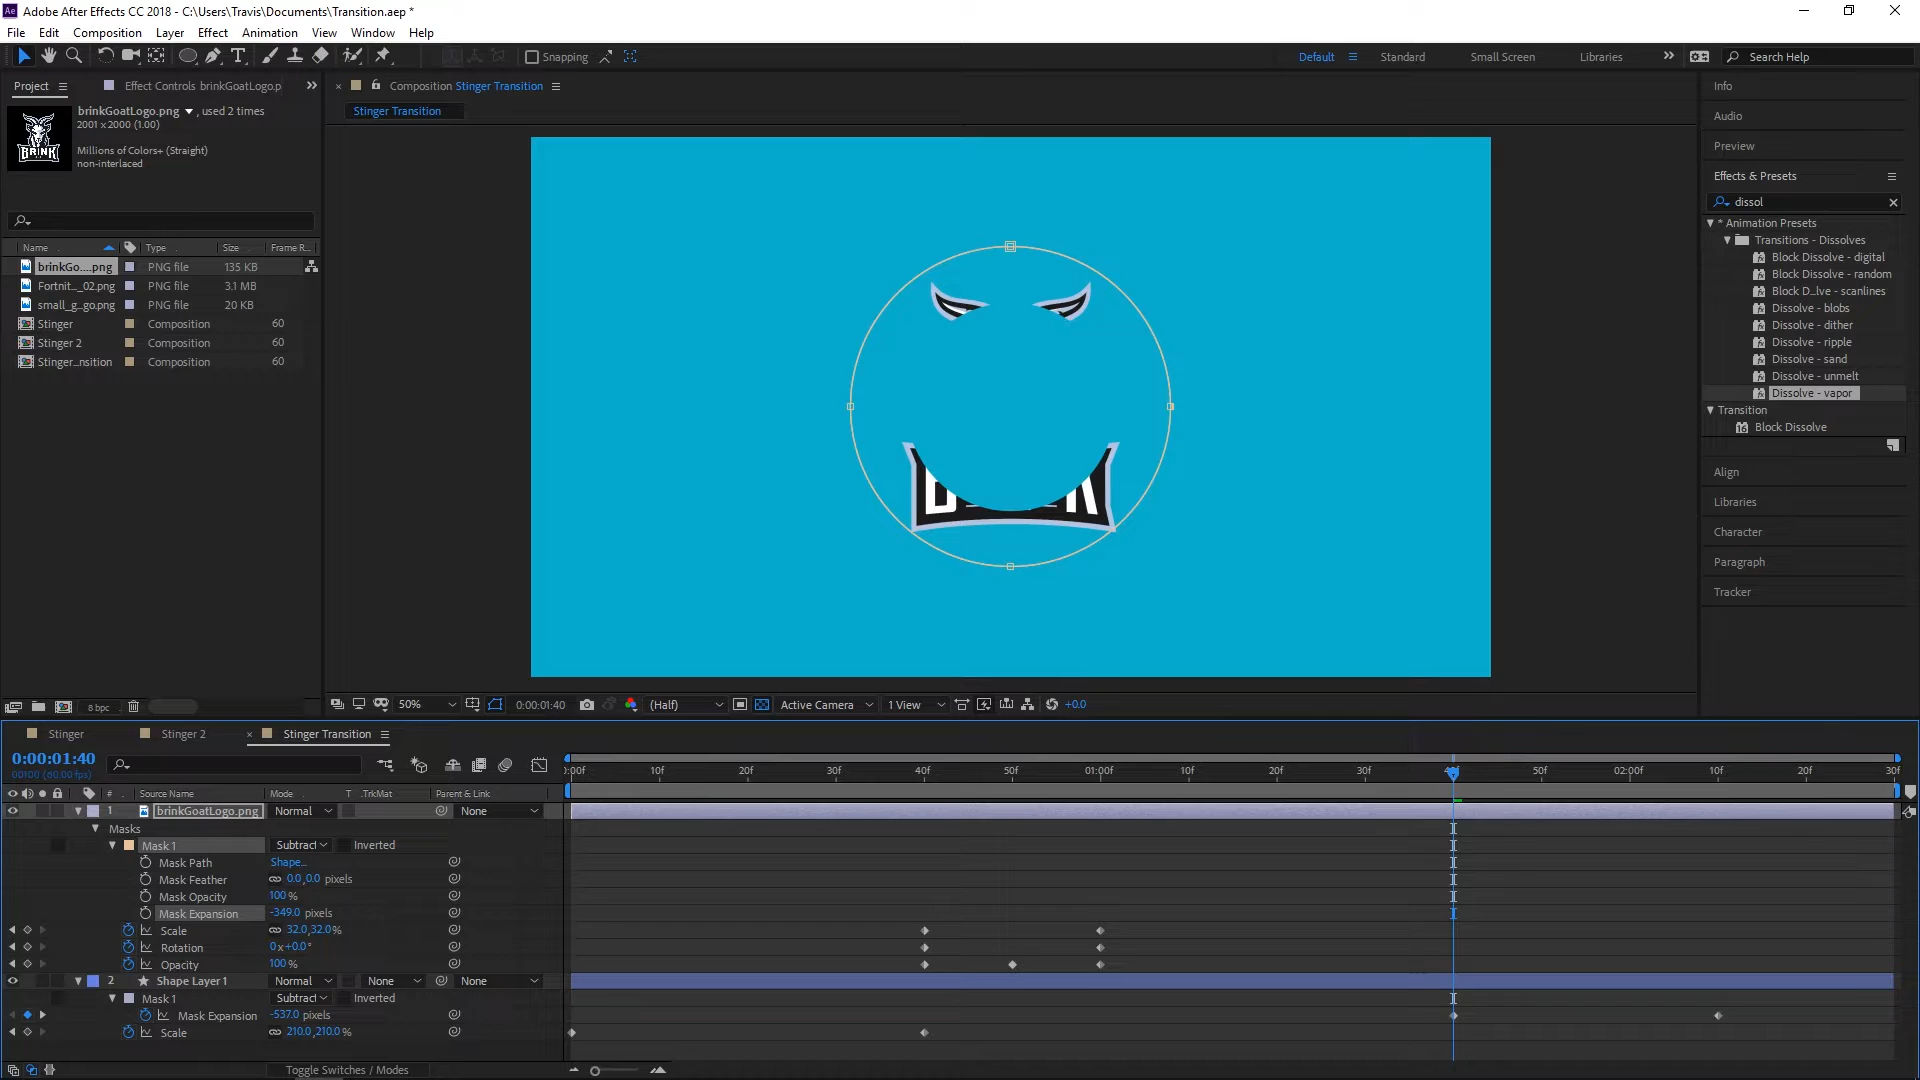 Adobe After Effects CC 2018 - C:\Users\Travis\Documents\Transition.aep *
File Edit Composition Layer Effect Animation View Window Help
Snapping Default Standard Small Screen Libraries Search Help
Project Effect Controls brinkGoatLogo.p
Composition Stinger Transition
Stinger Transition
brinkGoatLogo.png , used 2 times
2001 x 2000 (1.00)
Millions of Colors+ (Straight)
non-interlaced
BRINK
Name Type Size Frame R...
brinkGo....png PNG file 135 KB
Fortnit..._02.png PNG file 3.1 MB
small_g...go.png PNG file 20 KB
Stinger Composition 60
Stinger 2 Composition 60
Stinger...nsition Composition 60
8 bpc
50% 0:00:01:40 (Half) Active Camera 1 View +0.0
Info
Audio
Preview
Effects & Presets
dissol
* Animation Presets
Transitions - Dissolves
Block Dissolve - digital
Block Dissolve - random
Block D...lve - scanlines
Dissolve - blobs
Dissolve - dither
Dissolve - ripple
Dissolve - sand
Dissolve - unmelt
Dissolve - vapor
Transition
Block Dissolve
Align
Libraries
Character
Paragraph
Tracker
Stinger Stinger 2 Stinger Transition
0:00:01:40
00100 (60.00 fps)
:00f 10f 20f 30f 40f 50f 01:00f 10f 20f 30f 50f 02:00f 10f 20f 30f
# Source Name Mode T .TrkMat Parent & Link
1 brinkGoatLogo.png Normal None
Masks
Mask 1 Subtract Inverted
Mask Path Shape...
Mask Feather 0.0,0.0 pixels
Mask Opacity 100 %
Mask Expansion -349.0 pixels
Scale 32.0,32.0%
Rotation 0x+0.0°
Opacity 100 %
2 Shape Layer 1 Normal None None
Mask 1 Subtract Inverted
Mask Expansion -537.0 pixels
Scale 210.0,210.0%
Toggle Switches / Modes